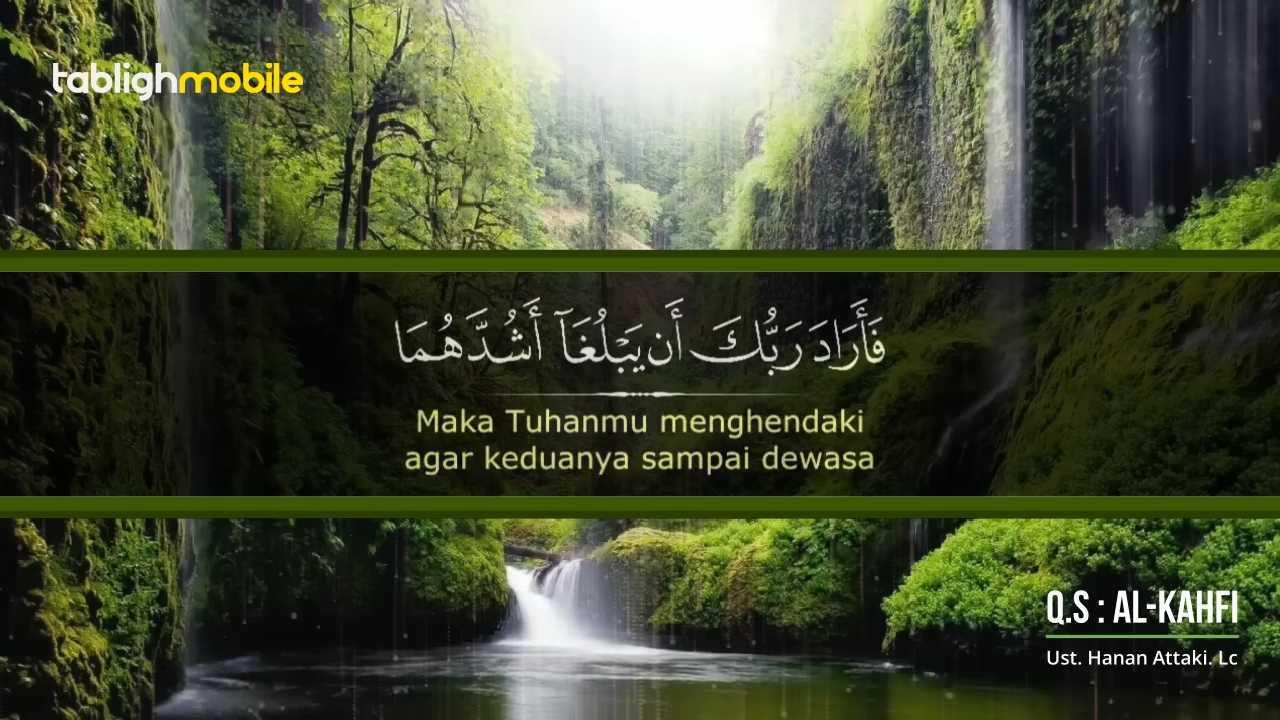 tablighmobile
فَأَرَادَ رَبُّكَ أَن يَبْلُغَآ أَشُدَّهُمَا
Maka Tuhanmu menghendaki
agar keduanya sampai dewasa
Q.S : AL-KAHFI
Ust. Hanan Attaki. Lc